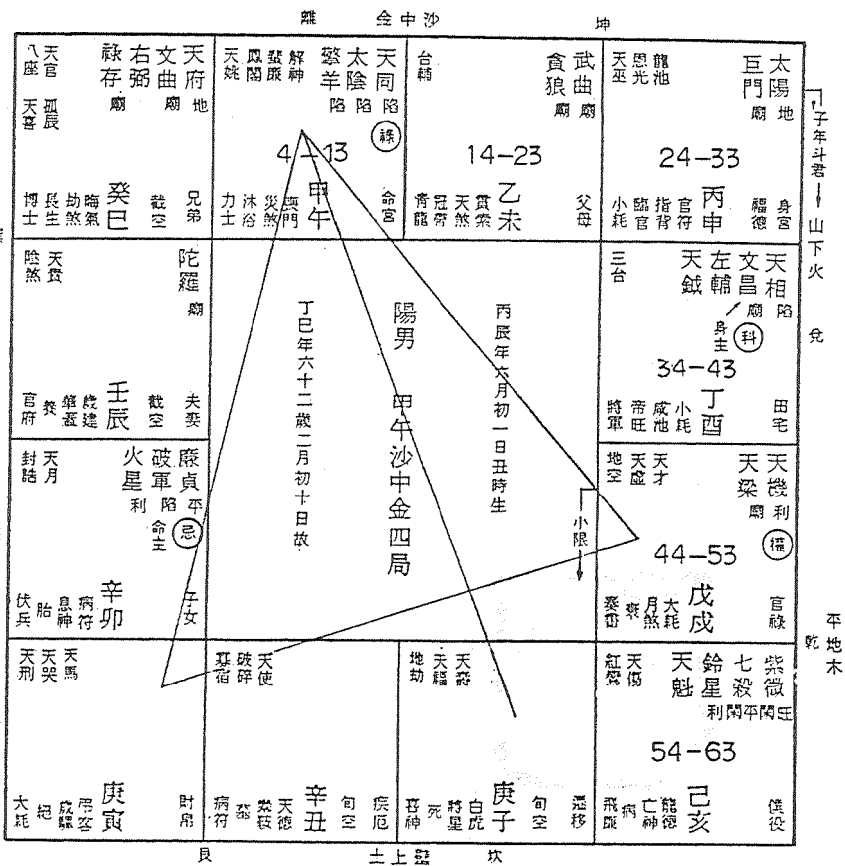 離 沙中金 坤
天府 地
文曲 廟
右弼
祿存 廟
天官 八座
孤辰 天喜
癸巳
截空
兄弟
晦氣 劫煞 長生 博士
天同 陷
太陰 陷
擎羊 陷
祿
解神 蜚廉 鳳閣 天姚
4-13
甲午
命宮
喪門 災煞 沐浴 力士
武曲 廟
貪狼 廟
台輔
14-23
乙未
父母
貫索 天煞 冠帶 青龍
太陽 地
巨門 廟
龍池 恩光 天巫
24-33
丙申
福德 身宮
官符 指背 臨官 小耗
子年斗君
山下火
兌
陀羅 廟
天貴 陰煞
壬辰
截空
夫妻
歲建 華蓋 養 官府
陽男 甲午沙中金四局
丙辰年六月初一日丑時生
丁巳年六十二歲二月初十日故
小限
天相 陷
文昌 廟
左輔
天鉞
科
身主
三台
34-43
丁酉
田宅
小耗 咸池 帝旺 將軍
廉貞 平
破軍 陷
火星 利
忌
命主
天月 封誥
辛卯
子女
病符 息神 胎 伏兵
天機 利
天梁 廟
權
天才 天虛 地空
44-53
戊戌
官祿
大耗 月煞 衰 奏書
平地木
乾
天馬 天哭 天刑
庚寅
財帛
弔客 歲驛 絕 大耗
天使 破碎 寡宿
辛丑
旬空
疾厄
天德 攀鞍 墓 病符
天壽 天福 地劫
庚子
旬空
遷移
白虎 將星 死 喜神
紫微 旺
七殺 閑平
鈴星 閑利
天魁
天傷 紅鸞
54-63
己亥
僕役
龍德 亡神 病 飛廉
艮 壁上土 坎